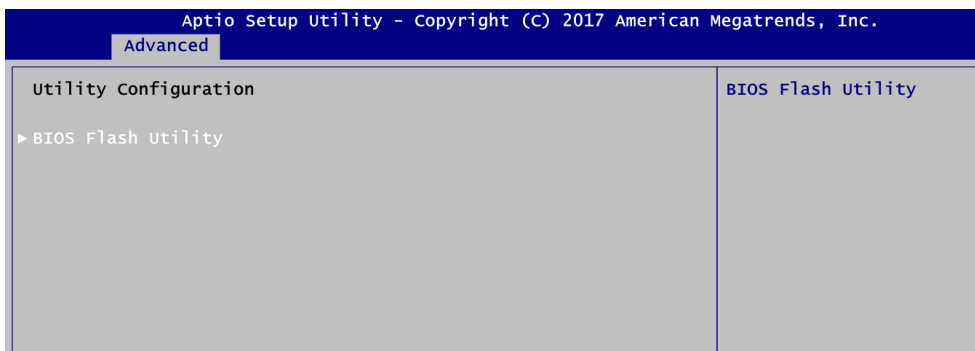 Aptio Setup Utility - Copyright (C) 2017 American Megatrends, Inc.
Advanced
Utility Configuration
BIOS Flash Utility
► BIOS Flash Utility